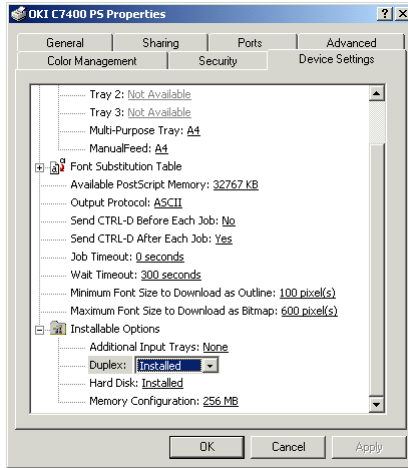 OKI C7400 PS Properties
General Sharing Ports Advanced
Color Management Security Device Settings
Tray 2: Not Available
Tray 3: Not Available
Multi-Purpose Tray: A4
ManualFeed: A4
Font Substitution Table
Available PostScript Memory: 32767 KB
Output Protocol: ASCII
Send CTRL-D Before Each Job: No
Send CTRL-D After Each Job: Yes
Job Timeout: 0 seconds
Wait Timeout: 300 seconds
Minimum Font Size to Download as Outline: 100 pixel(s)
Maximum Font Size to Download as Bitmap: 600 pixel(s)
Installable Options
Additional Input Trays: None
Duplex: Installed
Hard Disk: Installed
Memory Configuration: 256 MB
OK Cancel Apply